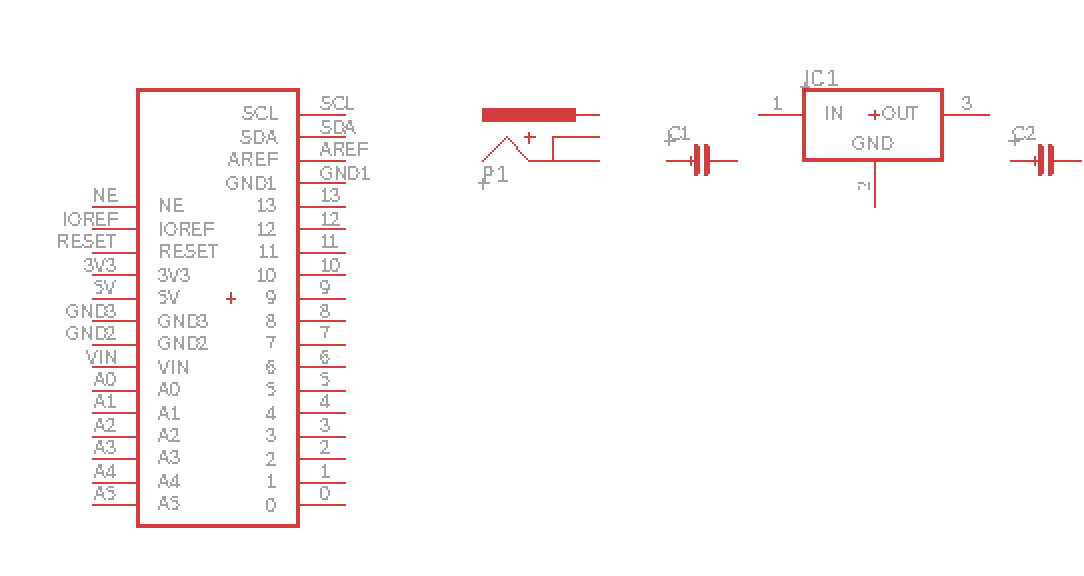 IC1
SCL SCL
1 IN OUT 3
SDA SDA
C1
C2
AREF AREF
GND
GND1 GND1
P1
2
NE NE 13 13
IOREF IOREF 12 12
RESET RESET 11 11
3V3 3V3 10 10
5V 5V 9 9
GND3 GND3 8 8
GND2 GND2 7 7
VIN VIN 6 6
A0 A0 5 5
A1 A1 4 4
A2 A2 3 3
A3 A3 2 2
A4 A4 1 1
A5 A5 0 0